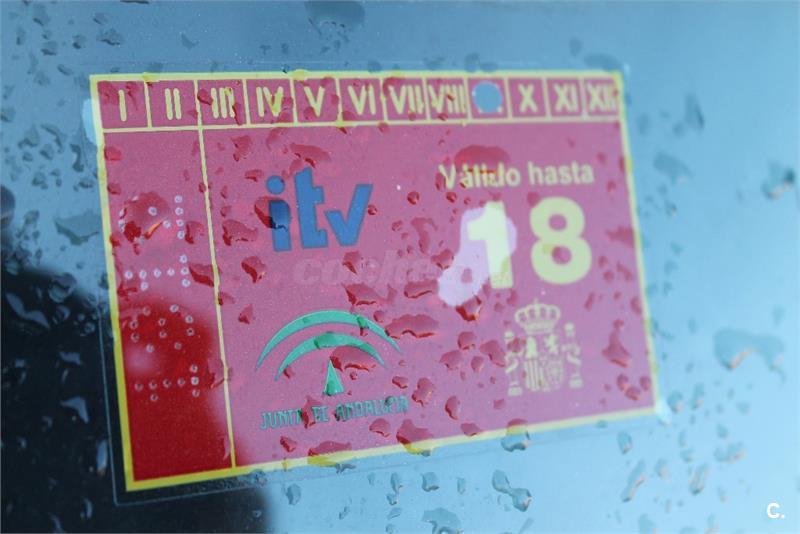 I II III IV V VI VII VIII X XI XII
Válido hasta
itv
18
JUNTA DE ANDALUCIA
C.